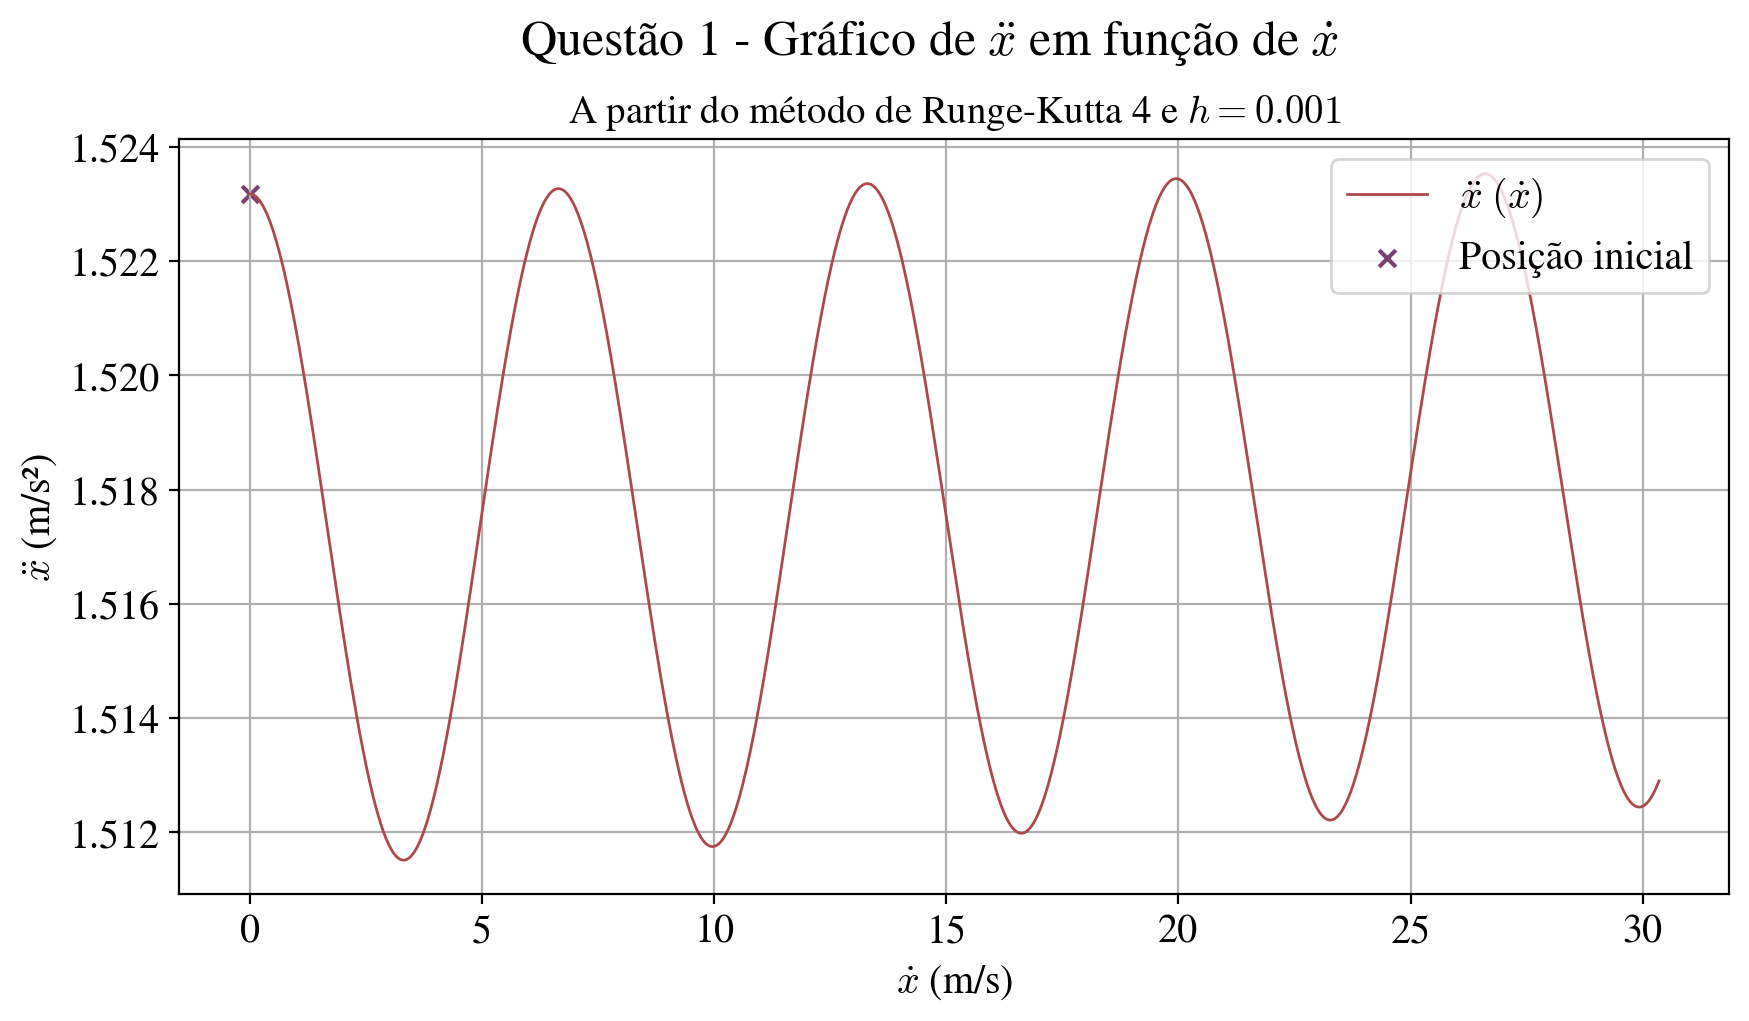 Questão 1 - Gráfico de ẍ em função de ẋ
A partir do método de Runge-Kutta 4 e h = 0.001
1.524
1.522
1.520
1.518
1.516
1.514
1.512
ẍ (m/s²)
ẍ (ẋ)
Posição inicial
0 5 10 15 20 25 30
ẋ (m/s)